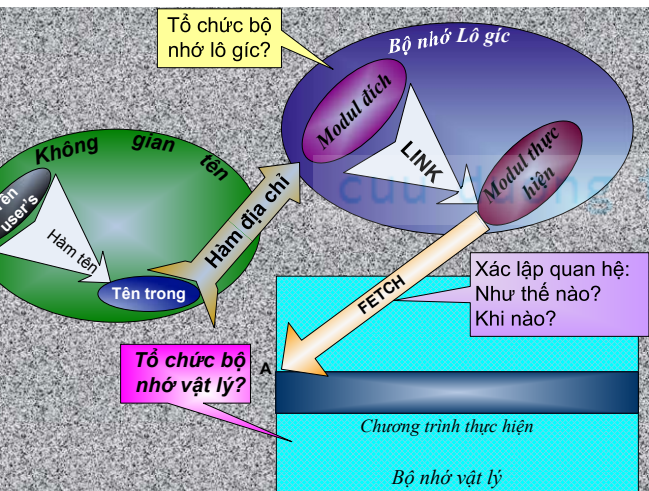 Tổ chức bộ
nhớ lô gíc?
Bộ nhớ Lô gíc
Modul đích
LINK
Modul thực
hiện
Không gian tên
user's
Hàm tên
Tên trong
Hàm địa chỉ
FETCH
Xác lập quan hệ:
Như thế nào?
Khi nào?
Tổ chức bộ
nhớ vật lý?
A
Chương trình thực hiện
Bộ nhớ vật lý